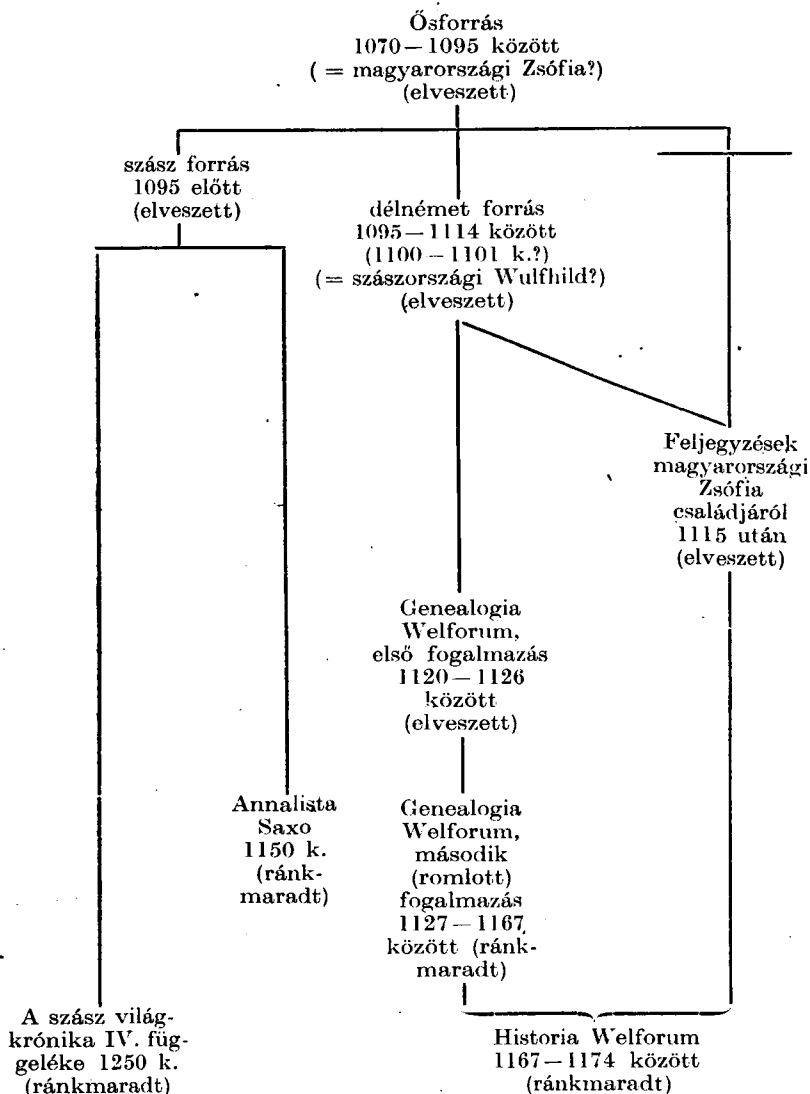 Ősforrás
1070—1095 között
( = magyarországi Zsófia?)
(elveszett)
szász forrás
1095 előtt
(elveszett)
délnémet forrás
1095—1114 között
(1100—1101 k.?)
(= szászországi Wulfhild?)
(elveszett)
Feljegyzések
magyarországi
Zsófia
családjáról
1115 után
(elveszett)
Genealogia
Welforum,
első fogalmazás
1120—1126
között
(elveszett)
Annalista
Saxo
1150 k.
(ránk-
maradt)
Genealogia
Welforum,
második
(romlott)
fogalmazás
1127—1167
között (ránk-
maradt)
A szász világ-
krónika IV. füg-
geléke 1250 k.
(ránkmaradt)
Historia Welforum
1167—1174 között
(ránkmaradt)